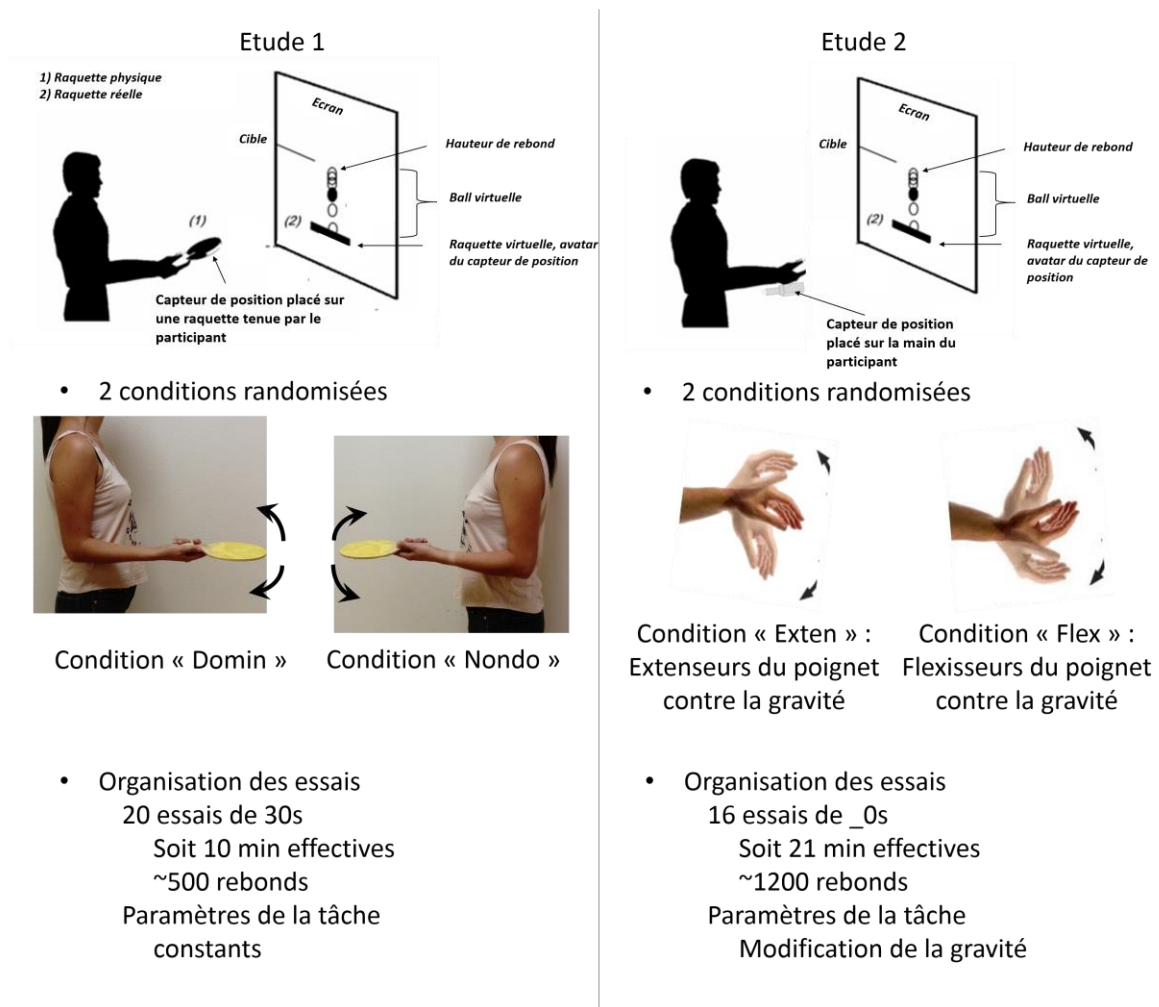 Etude 1
1) Raquette physique
2) Raquette réelle
Ecran
Cible
Hauteur de rebond
(1)
Ball virtuelle
(2)
Raquette virtuelle, avatar
du capteur de position
Capteur de position placé sur
une raquette tenue par le
participant
• 2 conditions randomisées
Condition « Domin »
Condition « Nondo »
• Organisation des essais
20 essais de 30s
Soit 10 min effectives
~500 rebonds
Paramètres de la tâche
constants
Etude 2
Ecran
Cible
Hauteur de rebond
Ball virtuelle
(2)
Raquette virtuelle,
avatar du capteur de
position
Capteur de position
placé sur la main du
participant
• 2 conditions randomisées
Condition « Exten » :
Extenseurs du poignet
contre la gravité
Condition « Flex » :
Flexisseurs du poignet
contre la gravité
• Organisation des essais
16 essais de _0s
Soit 21 min effectives
~1200 rebonds
Paramètres de la tâche
Modification de la gravité